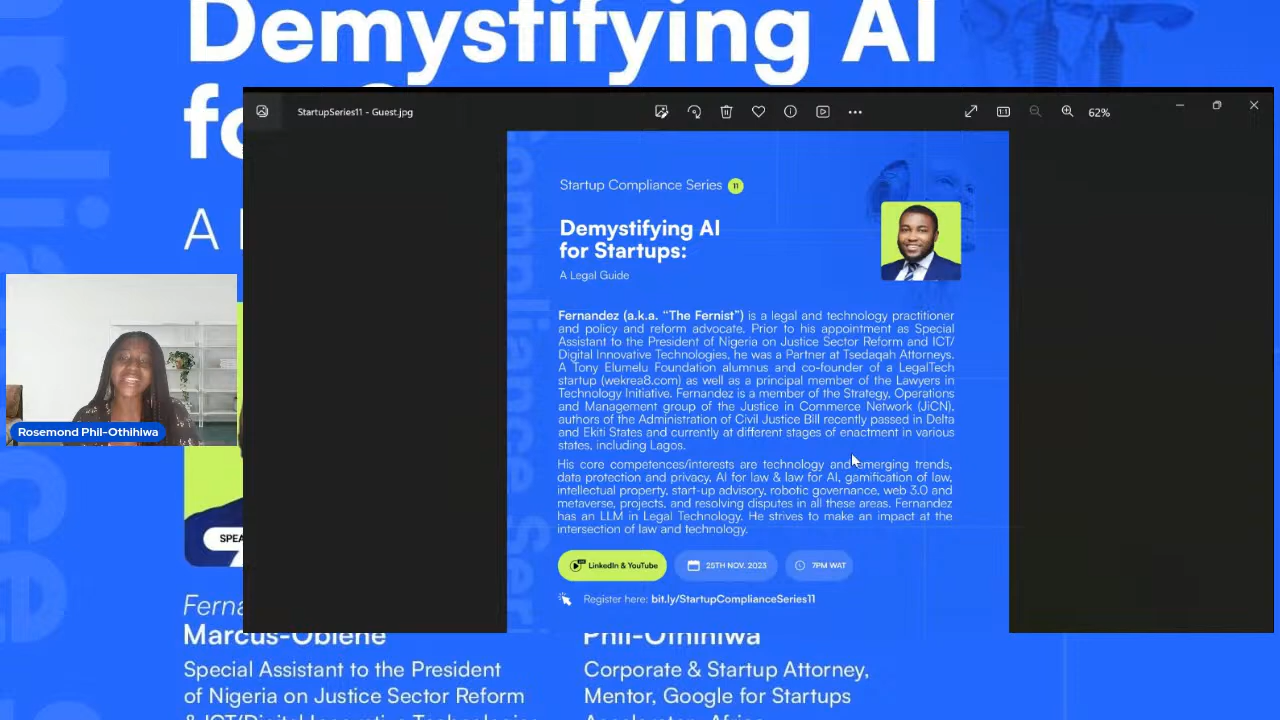 Demystifying AI
StartupSeries11 - Guest.jpg
62%
Startup Compliance Series 11
Demystifying AI
for Startups:
A Legal Guide
Fernandez (a.k.a. “The Fernist”) is a legal and technology practitioner
and policy and reform advocate. Prior to his appointment as Special
Assistant to the President of Nigeria on Justice Sector Reform and ICT/
Digital Innovative Technologies, he was a Partner at Tsedaqah Attorneys.
A Tony Elumelu Foundation alumnus and co-founder of a LegalTech
startup (wekrea8.com) as well as a principal member of the Lawyers in
Technology Initiative. Fernandez is a member of the Strategy, Operations
and Management group of the Justice in Commerce Network (JiCN),
authors of the Administration of Civil Justice Bill recently passed in Delta
and Ekiti States and currently at different stages of enactment in various
states, including Lagos.
His core competences/interests are technology and emerging trends,
data protection and privacy, AI for law & law for AI, gamification of law,
intellectual property, start-up advisory, robotic governance, web 3.0 and
metaverse, projects, and resolving disputes in all these areas. Fernandez
has an LLM in Legal Technology. He strives to make an impact at the
intersection of law and technology.
LinkedIn & YouTube
25TH NOV. 2023
7PM WAT
Register here: bit.ly/StartupComplianceSeries11
Rosemond Phil-Othihiwa
Marcus-Obiene
Special Assistant to the President
of Nigeria on Justice Sector Reform
& ICT/Digital Innovative Technologies
Phil-Othihiwa
Corporate & Startup Attorney,
Mentor, Google for Startups
Accelerator, Africa